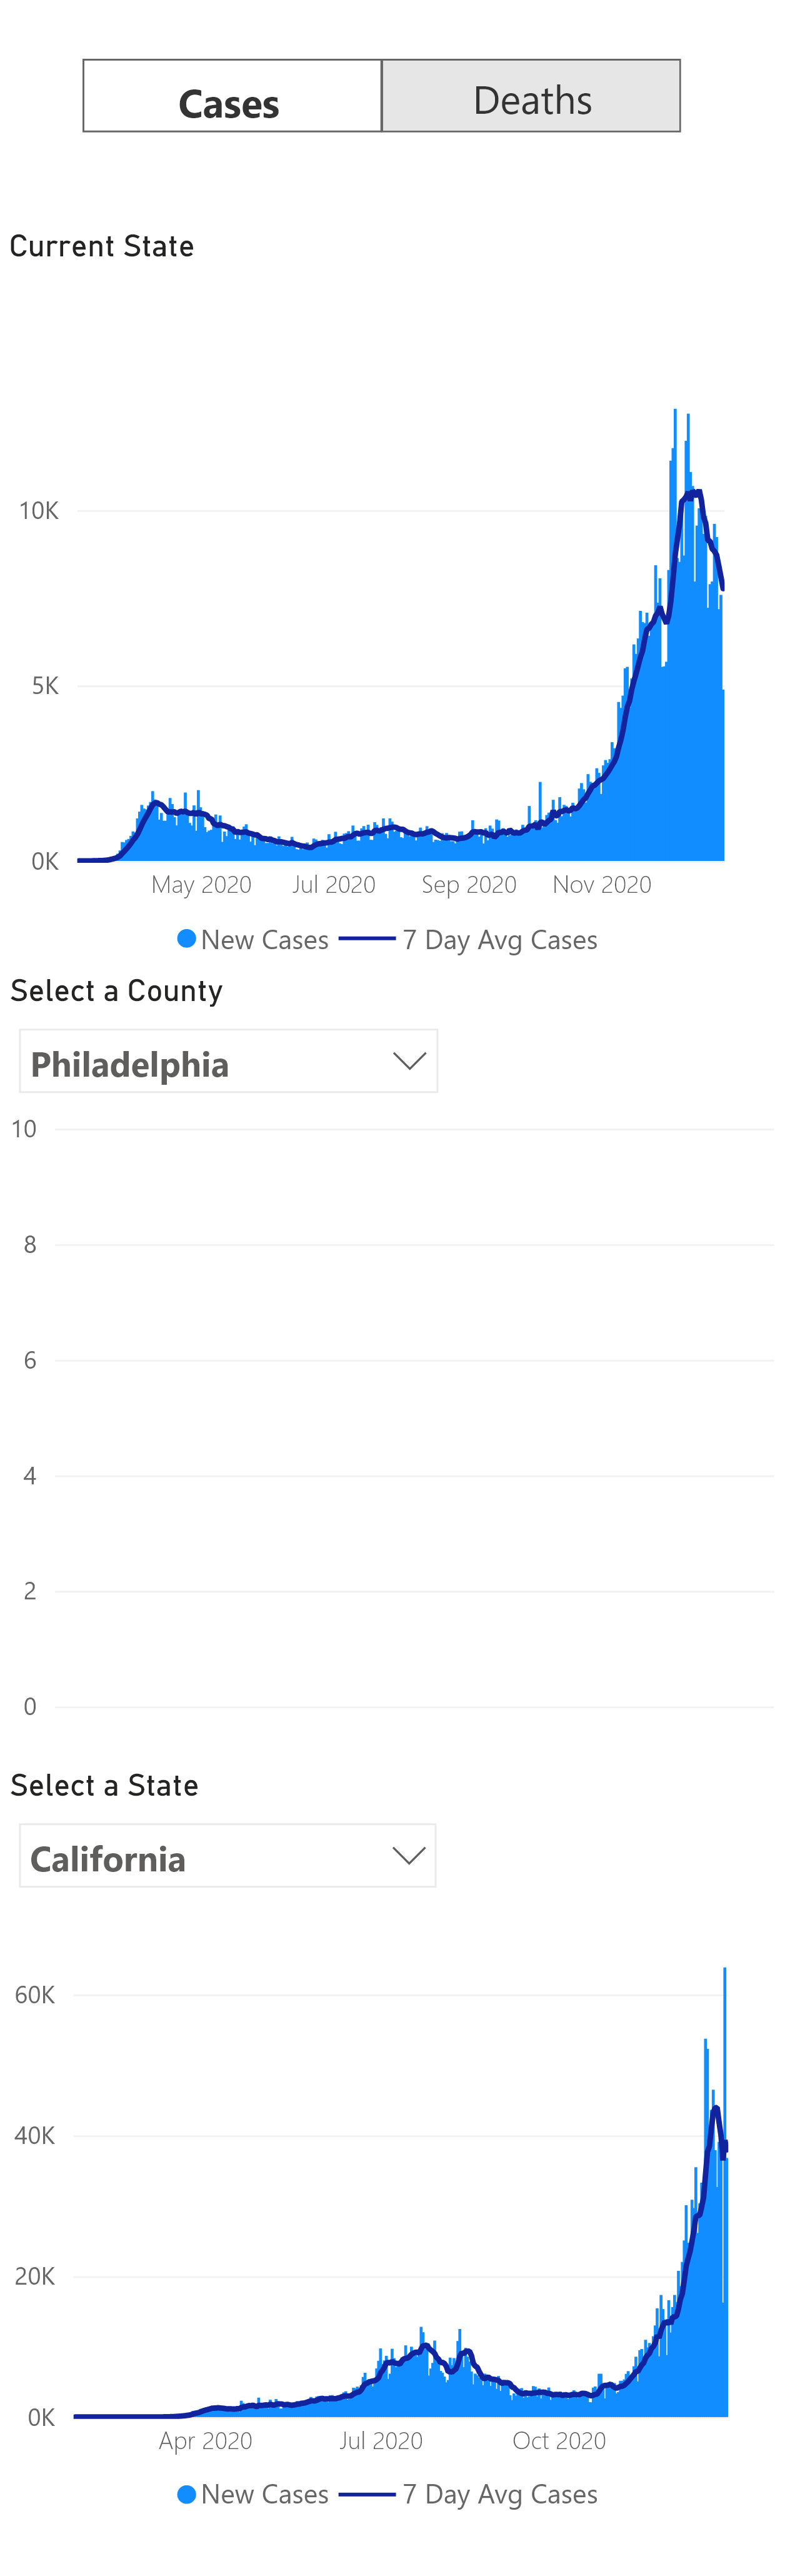 Cases Deaths
Current State
10K
5K
0K
May 2020 Jul 2020 Sep 2020 Nov 2020
New Cases 7 Day Avg Cases
Select a County
Philadelphia
10
8
6
4
2
0
Select a State
California
60K
40K
20K
0K
Apr 2020 Jul 2020 Oct 2020
New Cases 7 Day Avg Cases